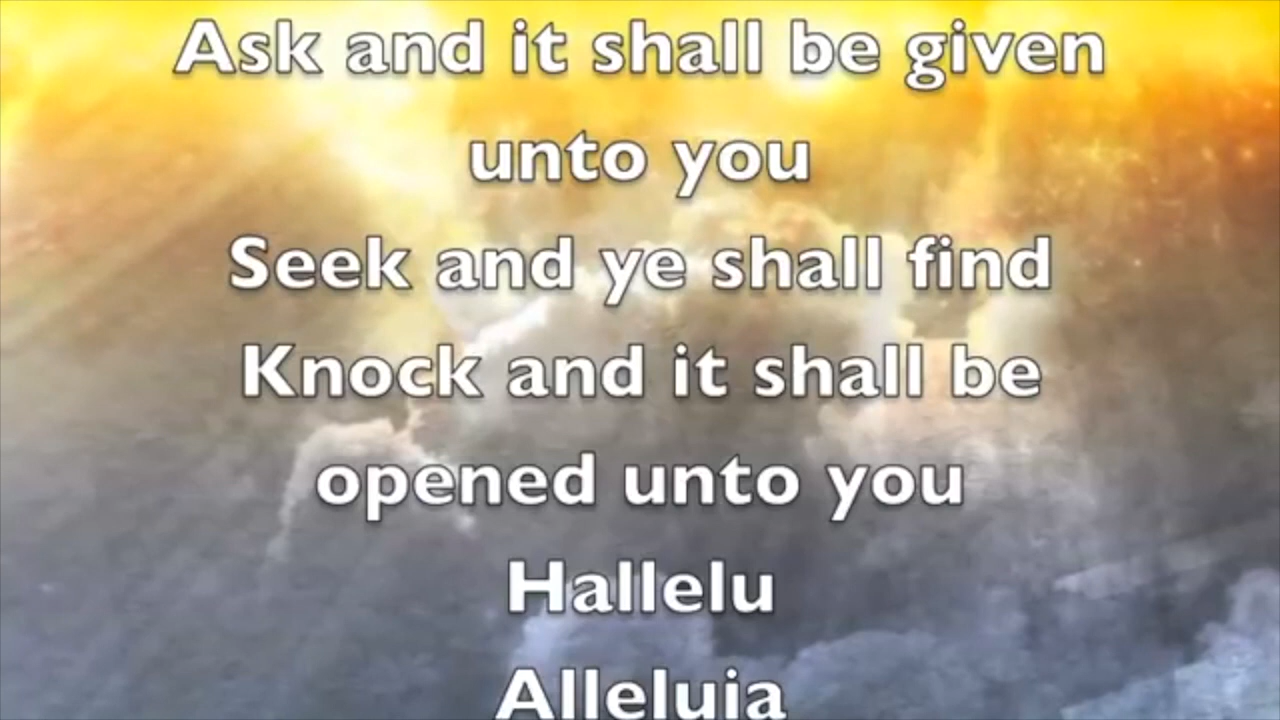 Ask and it shall be given
unto you
Seek and ye shall find
Knock and it shall be
opened unto you
Hallelu
Alleluia